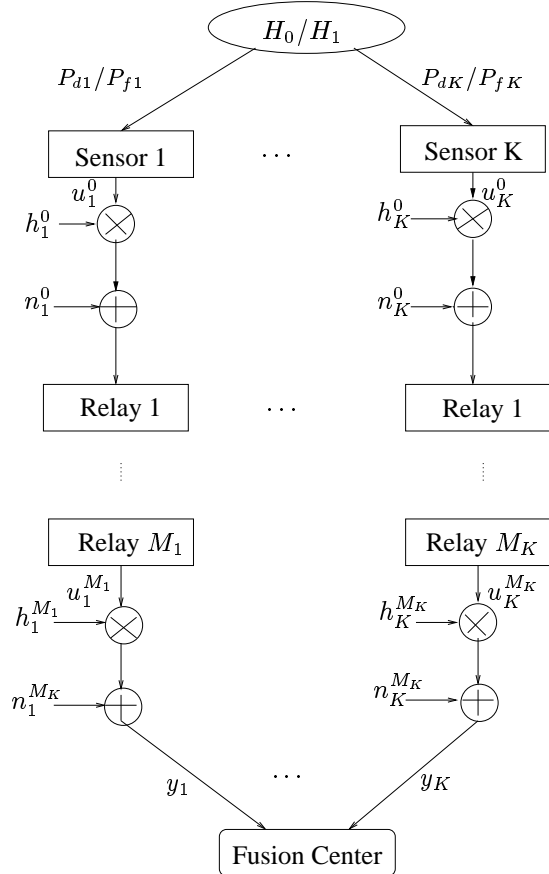 H_0/H_1
P_{d1}/P_{f1}
P_{dK}/P_{fK}
Sensor 1
. . .
Sensor K
u_1^0
u_K^0
h_1^0
h_K^0
n_1^0
n_K^0
Relay 1
. . .
Relay 1
Relay M_1
Relay M_K
u_1^{M_1}
u_K^{M_K}
h_1^{M_1}
h_K^{M_K}
n_1^{M_K}
n_K^{M_K}
y_1
. . .
y_K
Fusion Center